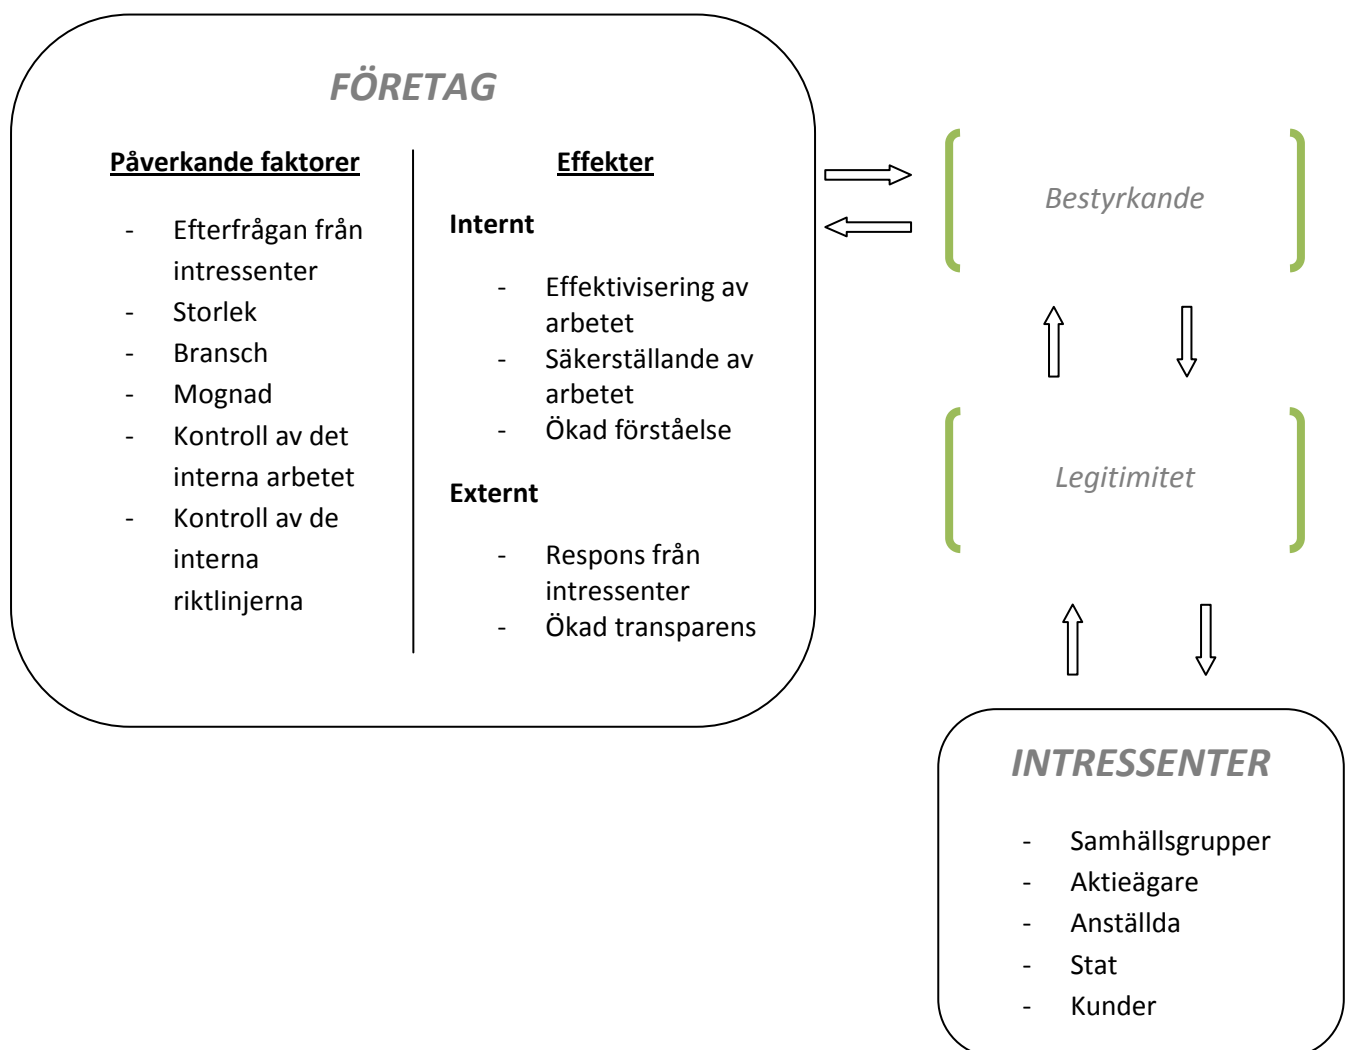 FÖRETAG
Påverkande faktorer
- Efterfrågan från
intressenter
- Storlek
- Bransch
- Mognad
- Kontroll av det
interna arbetet
- Kontroll av de
interna
riktlinjerna
Effekter
Internt
- Effektivisering av
arbetet
- Säkerställande av
arbetet
- Ökad förståelse
Externt
- Respons från
intressenter
- Ökad transparens
Bestyrkande
Legitimitet
INTRESSENTER
- Samhällsgrupper
- Aktieägare
- Anställda
- Stat
- Kunder